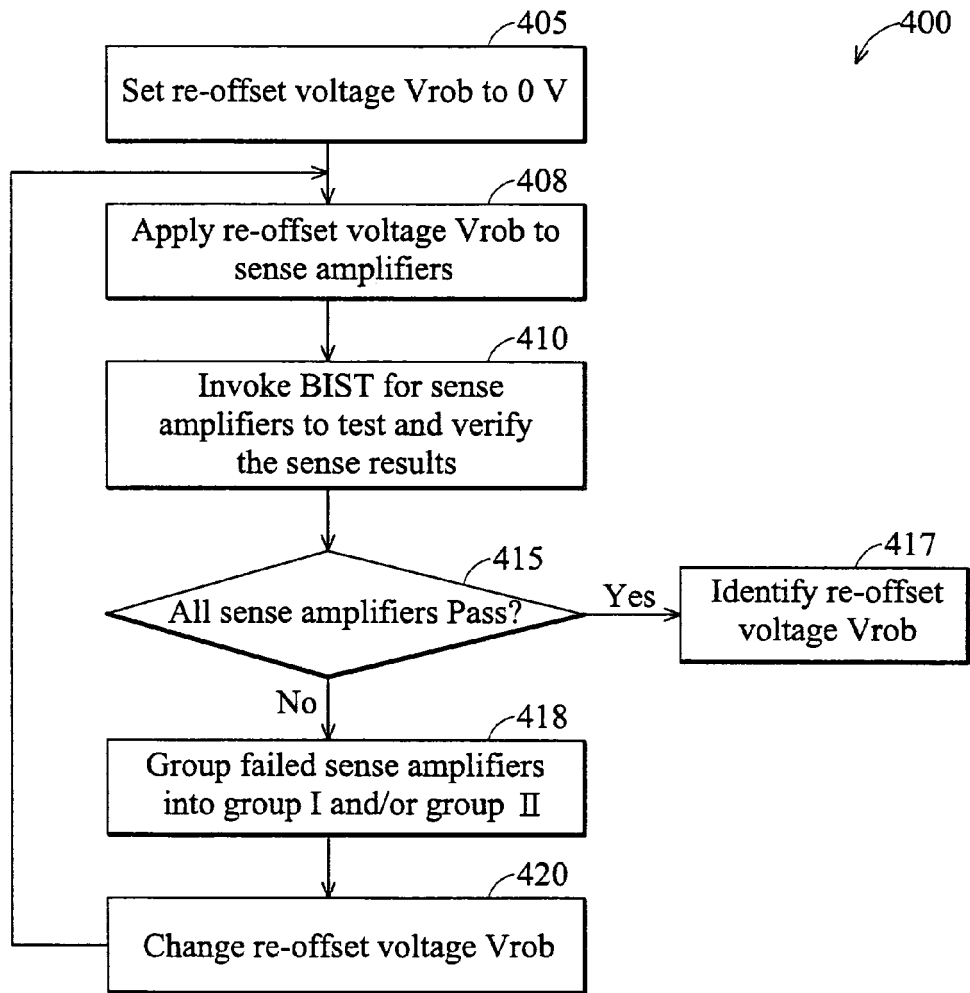 400
405
Set re-offset voltage Vrob to 0 V
408
Apply re-offset voltage Vrob to
sense amplifiers
410
Invoke BIST for sense
amplifiers to test and verify
the sense results
415
All sense amplifiers Pass?
Yes
417
Identify re-offset
voltage Vrob
No
418
Group failed sense amplifiers
into group I and/or group II
420
Change re-offset voltage Vrob